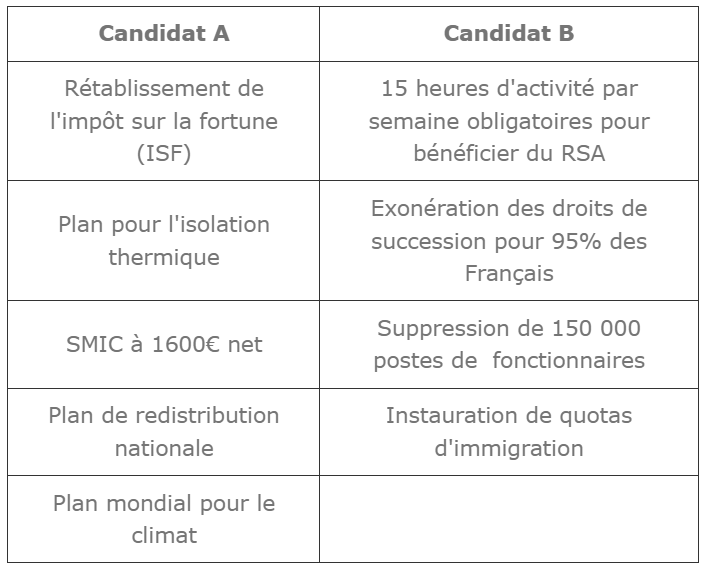 Candidat A
Candidat B
Rétablissement de
l'impôt sur la fortune
(ISF)
15 heures d'activité par
semaine obligatoires pour
bénéficier du RSA
Plan pour l'isolation
thermique
Exonération des droits de
succession pour 95% des
Français
SMIC à 1600€ net
Suppression de 150 000
postes de  fonctionnaires
Plan de redistribution
nationale
Instauration de quotas
d'immigration
Plan mondial pour le
climat